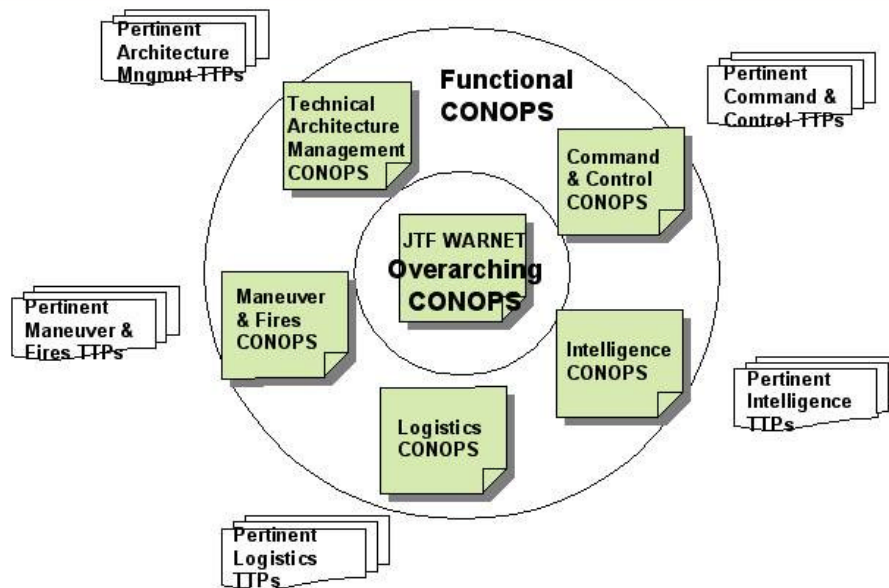 Pertinent
Architecture
Mngmnt TTPs
Functional
CONOPS
Pertinent
Command &
Control TTPs
Technical
Architecture
Management
CONOPS
Command
& Control
CONOPS
JTF WARNET
Overarching
CONOPS
Maneuver
& Fires
CONOPS
Pertinent
Maneuver &
Fires TTPs
Intelligence
CONOPS
Pertinent
Intelligence
TTPs
Logistics
CONOPS
Pertinent
Logistics
TTPs